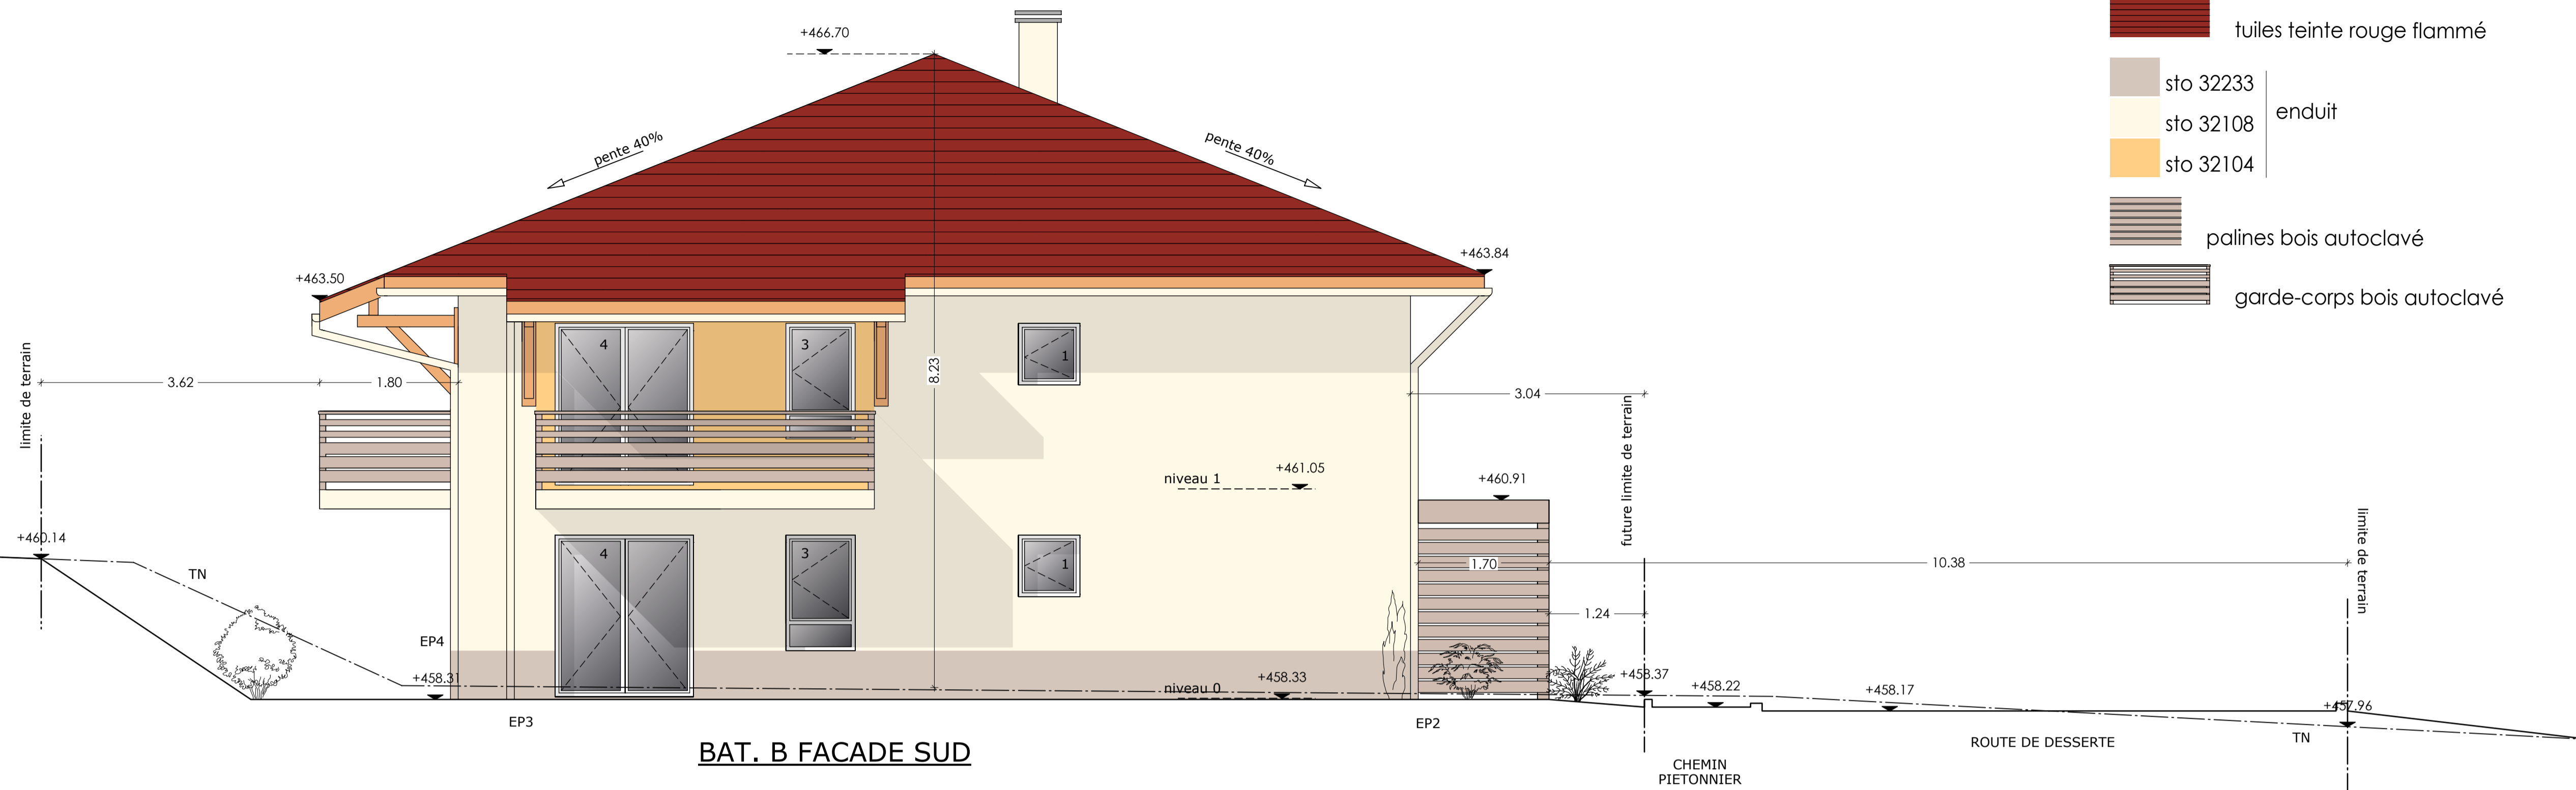 +466.70
tuiles teinte rouge flammé
sto 32233
sto 32108
sto 32104
enduit
palines bois autoclavé
garde-corps bois autoclavé
pente 40%
pente 40%
+463.50
+463.84
limite de terrain
3.62
1.80
4
3
8.23
1
3.04
future limite de terrain
niveau 1
+461.05
+460.91
+460.14
TN
4
3
1
1.70
10.38
limite de terrain
1.24
EP4
+458.31
niveau 0
+458.33
+458.37
+458.22
+458.17
+457.96
EP3
EP2
BAT. B FACADE SUD
CHEMIN
PIETONNIER
ROUTE DE DESSERTE
TN